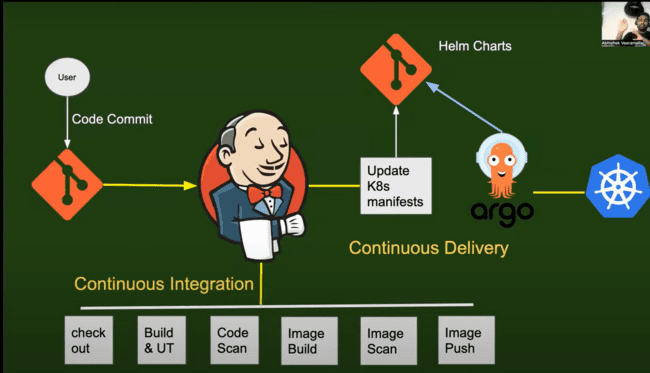 Helm Charts
User
Code Commit
Update
K8s
manifests
argo
Continuous Delivery
Continuous Integration
check
out
Build
& UT
Code
Scan
Image
Build
Image
Scan
Image
Push